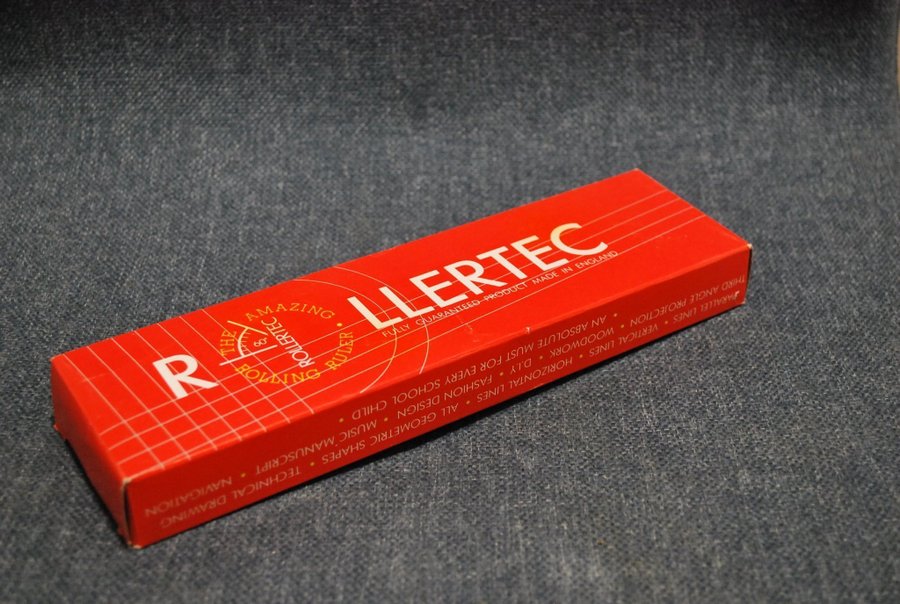 R LLERTEC
THE AMAZING
ROLLING RULER
ROLLERTEC
60°
FULLY GUARANTEED PRODUCT MADE IN ENGLAND
PARALLEL LINES • VERTICAL LINES • HORIZONTAL LINES • ALL GEOMETRIC SHAPES • TECHNICAL DRAWING
THIRD ANGLE PROJECTION • WOODWORK • D.I.Y • FASHION DESIGN • MUSIC MANUSCRIPT • NAVIGATION
AN ABSOLUTE MUST FOR EVERY SCHOOL CHILD •